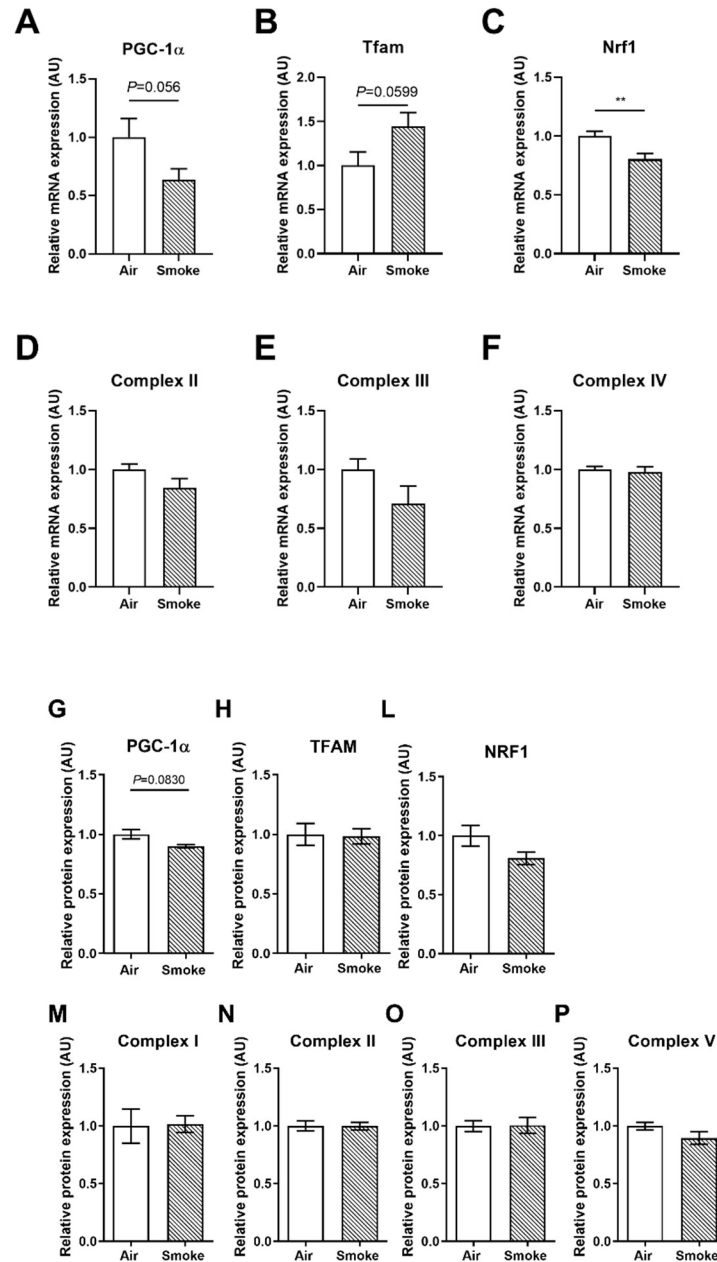 A
PGC-1α
Relative mRNA expression (AU)
1.5
1.0
0.5
0.0
P=0.056
Air Smoke
B
Tfam
Relative mRNA expression (AU)
2.0
1.5
1.0
0.5
0.0
P=0.0599
Air Smoke
C
Nrf1
Relative mRNA expression (AU)
1.5
1.0
0.5
0.0
**
Air Smoke
D
Complex II
Relative mRNA expression (AU)
1.5
1.0
0.5
0.0
Air Smoke
E
Complex III
Relative mRNA expression (AU)
1.5
1.0
0.5
0.0
Air Smoke
F
Complex IV
Relative mRNA expression (AU)
1.5
1.0
0.5
0.0
Air Smoke
G
PGC-1α
Relative protein expression (AU)
1.5
1.0
0.5
0.0
P=0.0830
Air Smoke
H
TFAM
Relative protein expression (AU)
1.5
1.0
0.5
0.0
Air Smoke
L
NRF1
Relative protein expression (AU)
1.5
1.0
0.5
0.0
Air Smoke
M
Complex I
Relative protein expression (AU)
1.5
1.0
0.5
0.0
Air Smoke
N
Complex II
Relative protein expression (AU)
1.5
1.0
0.5
0.0
Air Smoke
O
Complex III
Relative protein expression (AU)
1.5
1.0
0.5
0.0
Air Smoke
P
Complex V
Relative protein expression (AU)
1.5
1.0
0.5
0.0
Air Smoke